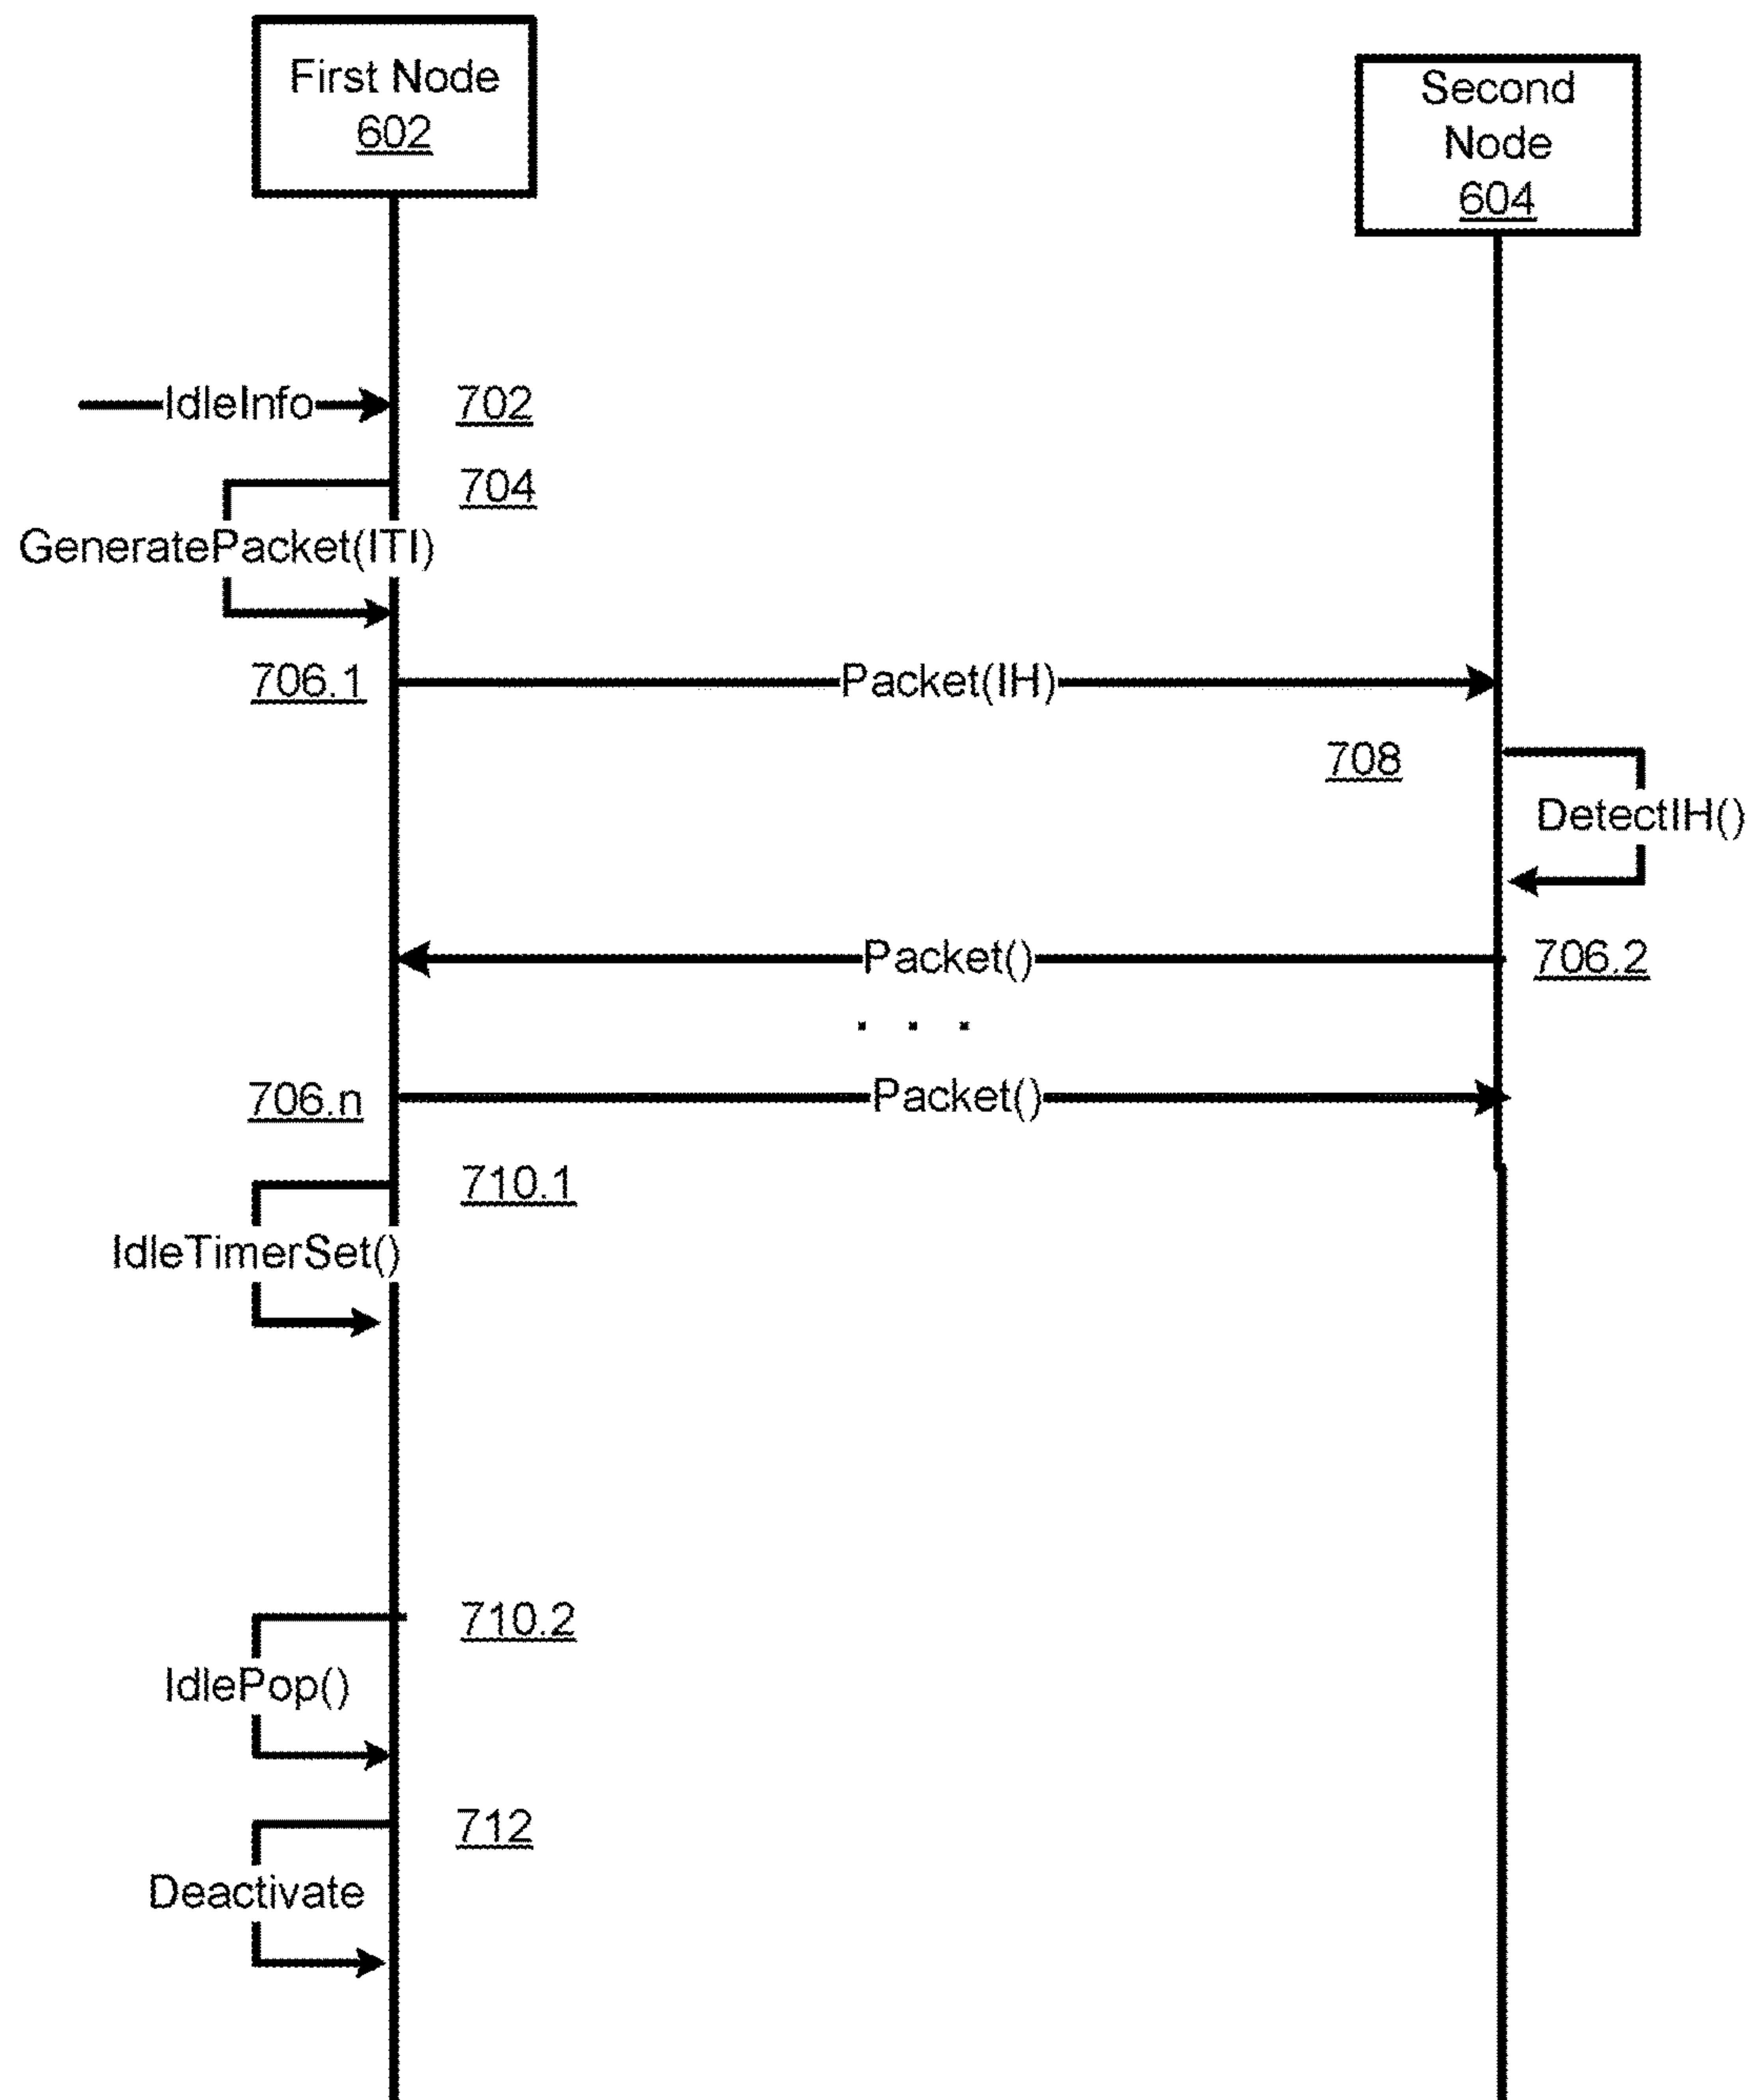 First Node
602
Second
Node
604
IdleInfo
702
704
GeneratePacket(ITI)
706.1
Packet(IH)
708
DetectIH()
Packet()
706.2
. . .
706.n
Packet()
710.1
IdleTimerSet()
710.2
IdlePop()
712
Deactivate